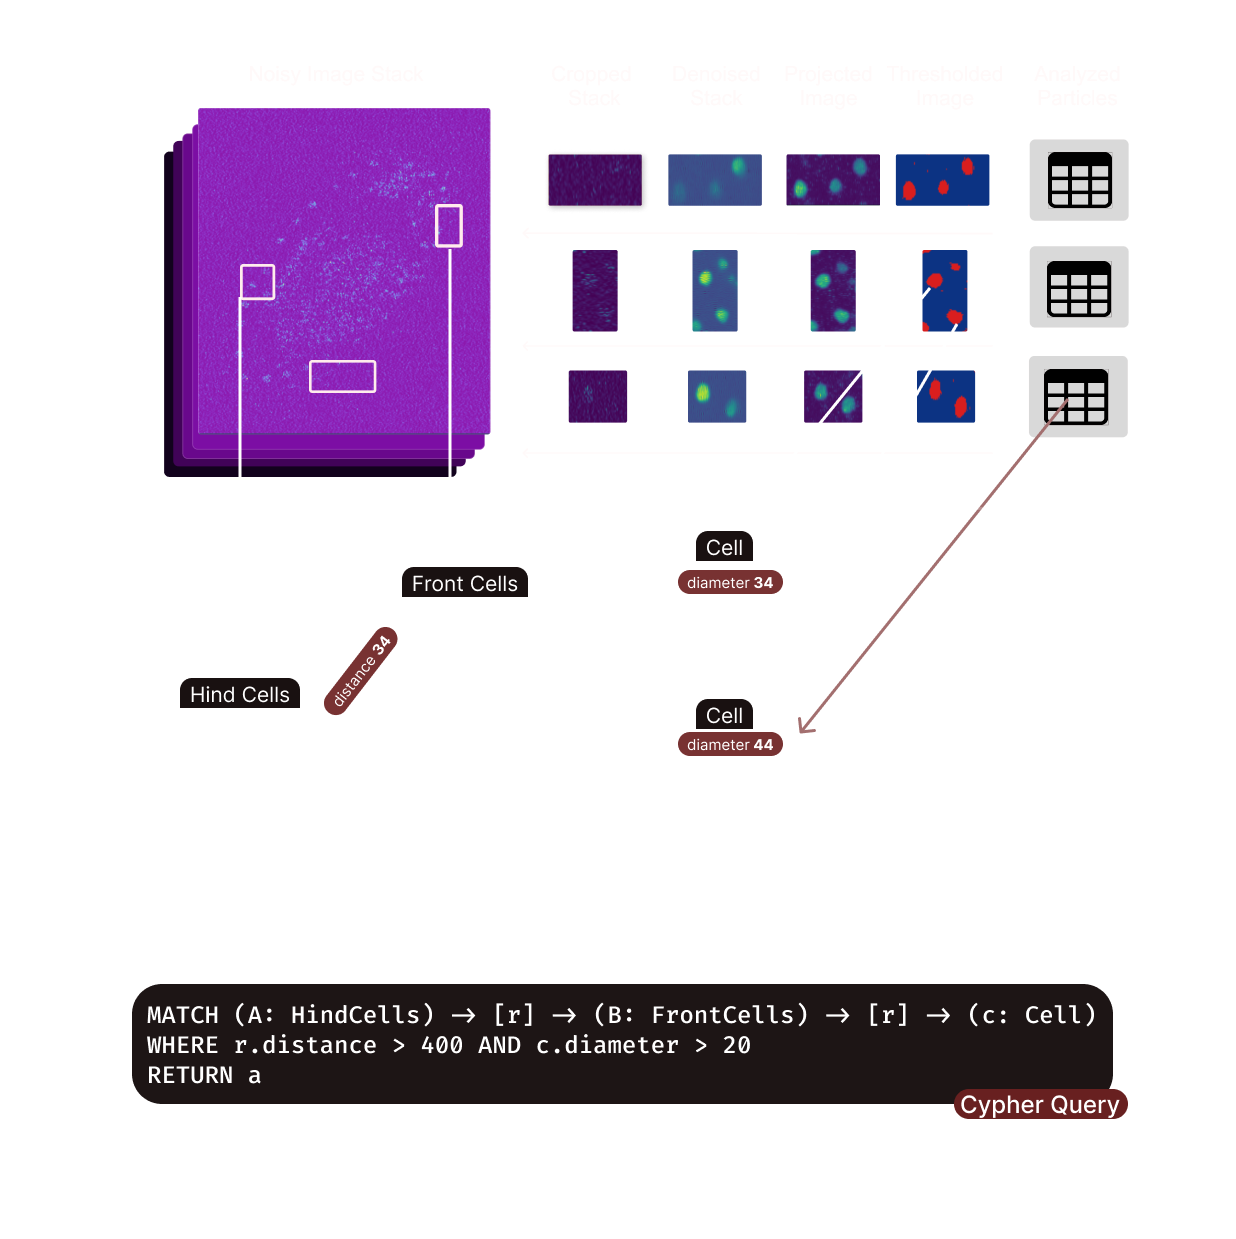 Noisy Image Stack
Cropped
Stack
Denoised
Stack
Projected
Image
Thresholded
Image
Analyzed
Particles
Cell
diameter 34
Front Cells
distance 34
Hind Cells
Cell
diameter 44
MATCH (A: HindCells) → [r] → (B: FrontCells) → [r] → (c: Cell)
WHERE r.distance > 400 AND c.diameter > 20
RETURN a
Cypher Query